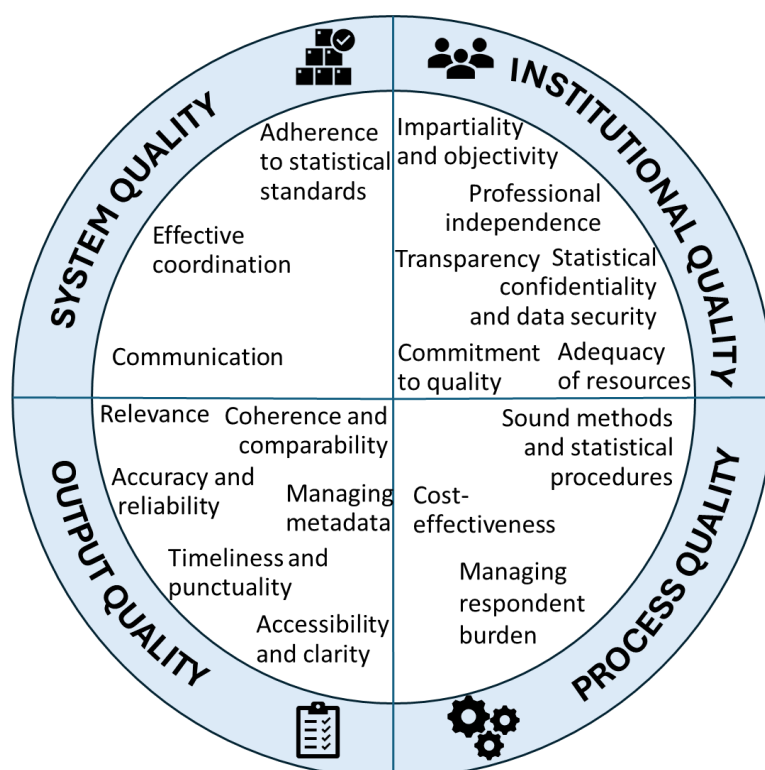 SYSTEM QUALITY
Adherence
to statistical
standards
Effective
coordination
Communication
INSTITUTIONAL QUALITY
Impartiality
and objectivity
Professional
independence
Transparency
Statistical
confidentiality
and data security
Commitment
to quality
Adequacy
of resources
OUTPUT QUALITY
Relevance
Coherence and
comparability
Accuracy and
reliability
Managing
metadata
Timeliness and
punctuality
Accessibility
and clarity
PROCESS QUALITY
Sound methods
and statistical
procedures
Cost-
effectiveness
Managing
respondent
burden